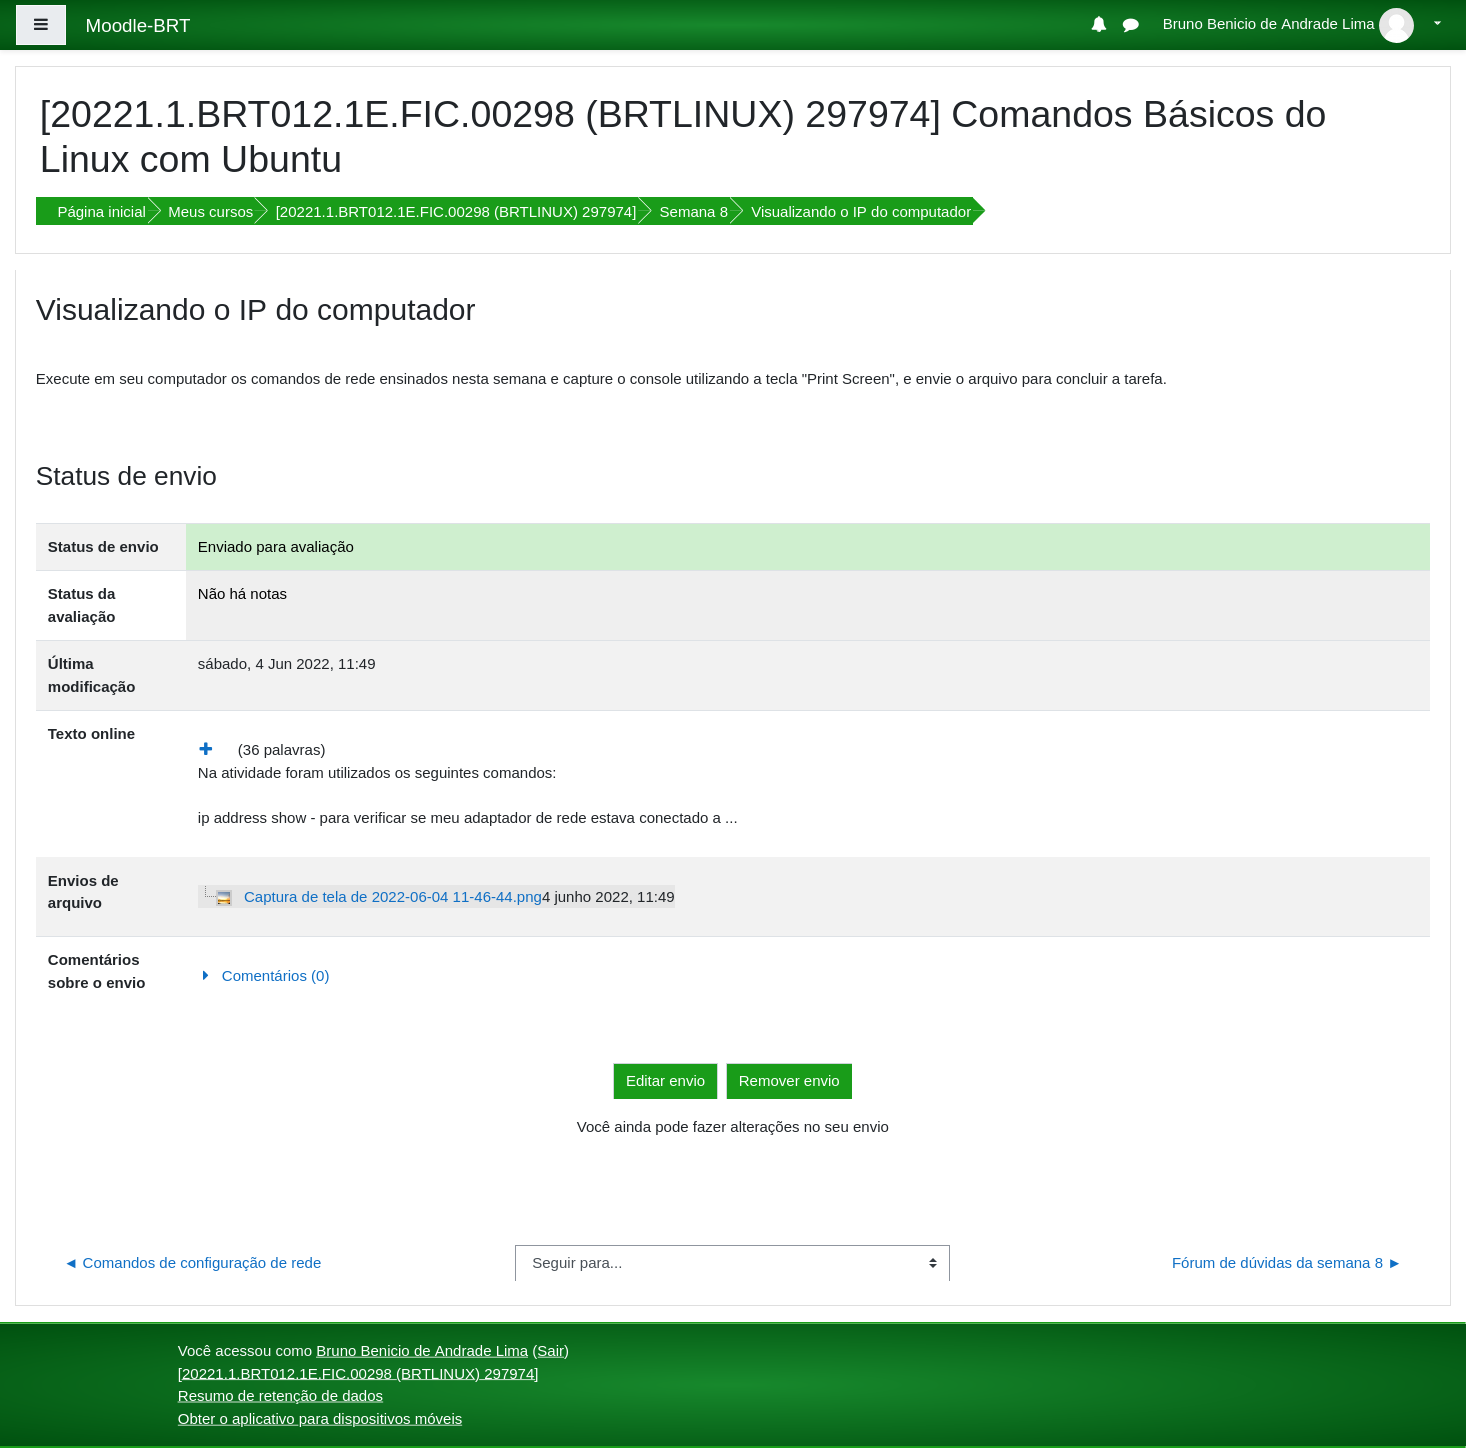 Moodle-BRT
Bruno Benicio de Andrade Lima
[20221.1.BRT012.1E.FIC.00298 (BRTLINUX) 297974] Comandos Básicos do
Linux com Ubuntu
Página inicial Meus cursos [20221.1.BRT012.1E.FIC.00298 (BRTLINUX) 297974] Semana 8 Visualizando o IP do computador
Visualizando o IP do computador
Execute em seu computador os comandos de rede ensinados nesta semana e capture o console utilizando a tecla "Print Screen", e envie o arquivo para concluir a tarefa.
Status de envio
Status de envio Enviado para avaliação
Status da Não há notas
avaliação
Última sábado, 4 Jun 2022, 11:49
modificação
Texto online
(36 palavras)
Na atividade foram utilizados os seguintes comandos:
ip address show - para verificar se meu adaptador de rede estava conectado a ...
Envios de
arquivo
Captura de tela de 2022-06-04 11-46-44.png4 junho 2022, 11:49
Comentários
sobre o envio
Comentários (0)
Editar envio Remover envio
Você ainda pode fazer alterações no seu envio
◄ Comandos de configuração de rede Seguir para... Fórum de dúvidas da semana 8 ►
Você acessou como Bruno Benicio de Andrade Lima (Sair)
[20221.1.BRT012.1E.FIC.00298 (BRTLINUX) 297974]
Resumo de retenção de dados
Obter o aplicativo para dispositivos móveis